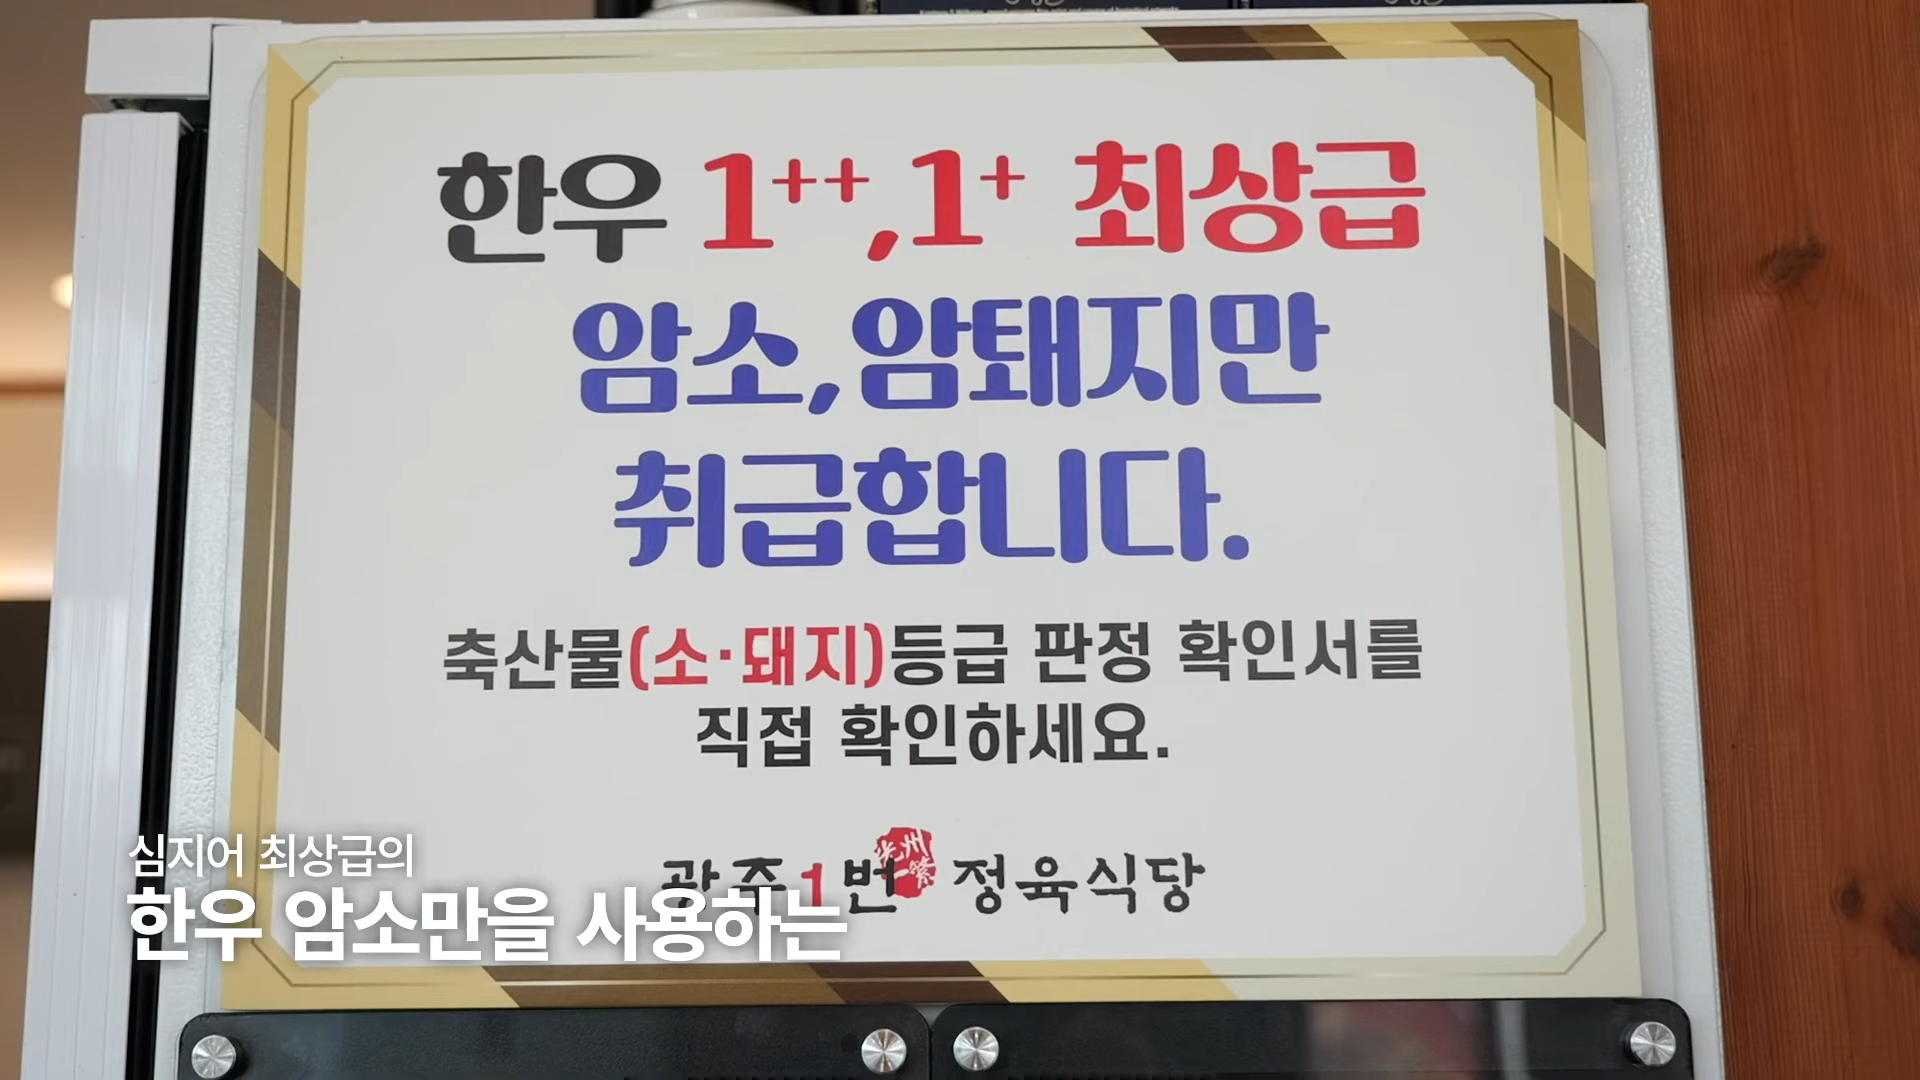 한우 1++,1+ 최상급
암소,암퇘지만
취급합니다.
축산물(소·돼지)등급 판정 확인서를
직접 확인하세요.
광주1번 정육식당
심지어 최상급의
한우 암소만을 사용하는